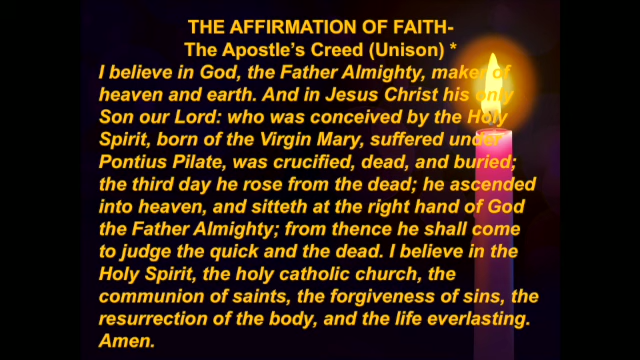 THE AFFIRMATION OF FAITH-
The Apostle's Creed (Unison) *
I believe in God, the Father Almighty, maker of
heaven and earth. And in Jesus Christ his only
Son our Lord: who was conceived by the Holy
Spirit, born of the Virgin Mary, suffered under
Pontius Pilate, was crucified, dead, and buried;
the third day he rose from the dead; he ascended
into heaven, and sitteth at the right hand of God
the Father Almighty; from thence he shall come
to judge the quick and the dead. I believe in the
Holy Spirit, the holy catholic church, the
communion of saints, the forgiveness of sins, the
resurrection of the body, and the life everlasting.
Amen.